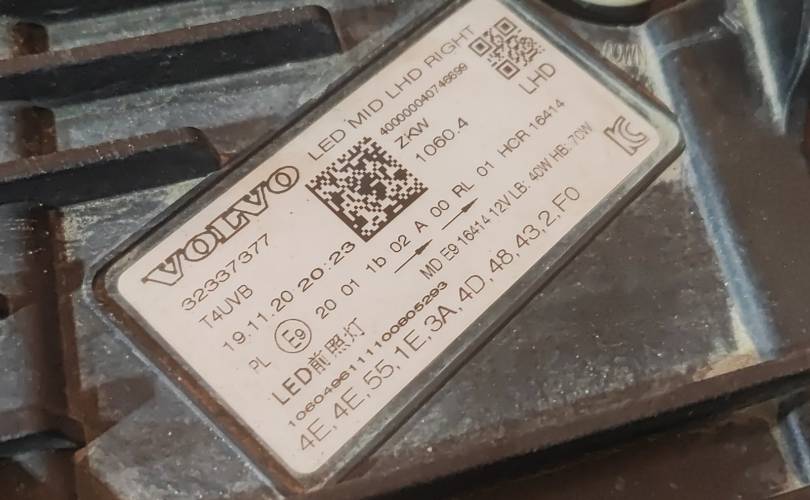 VOLVO LED MID LHD RIGHT
32337377 400000040746699
T4UVB ZKW
19.11.20 20:23 1060.4
LHD
PL E9 20 01 1b 02 A 00 RL 01 HCR 16414
LED前照灯 MD E9 16414 12V LB: 40W HB: 70W
1060496111100805293
4E,4E,55,1E,3A,4D,48,43,2,F0